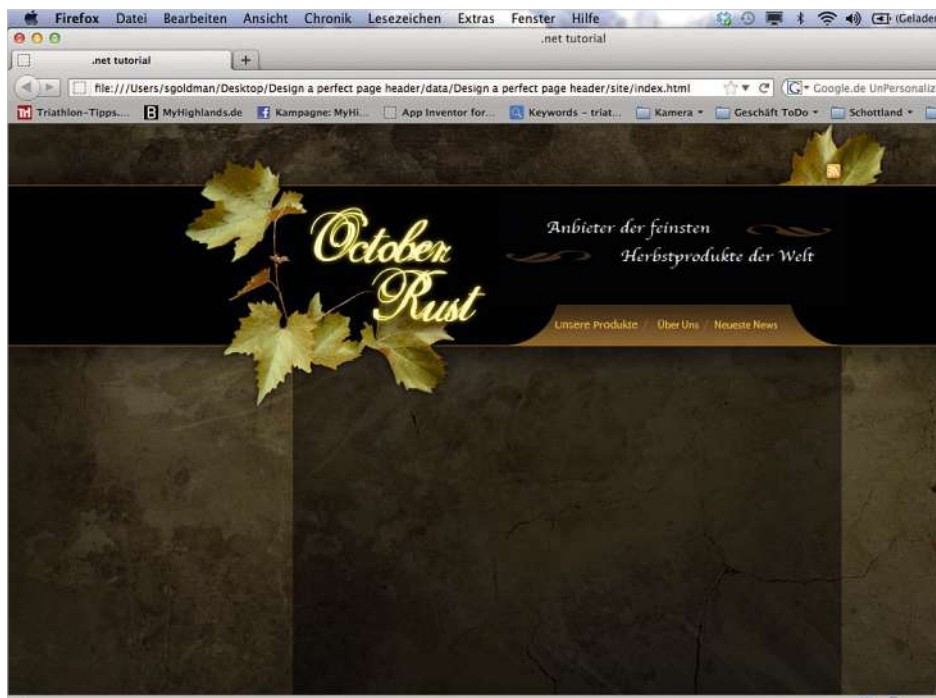 Firefox Datei Bearbeiten Ansicht Chronik Lesezeichen Extras Fenster Hilfe (Gelader
.net tutorial
.net tutorial
file:///Users/sgoldman/Desktop/Design a perfect page header/data/Design a perfect page header/site/index.html Google.de UnPersonaliz
Triathlon-Tipps.... MyHighlands.de Kampagne: MyHi... App Inventor for... Keywords – triat... Kamera Geschäft ToDo Schottland
October
Rust
Anbieter der feinsten
Herbstprodukte der Welt
Unsere Produkte / Über Uns / Neueste News